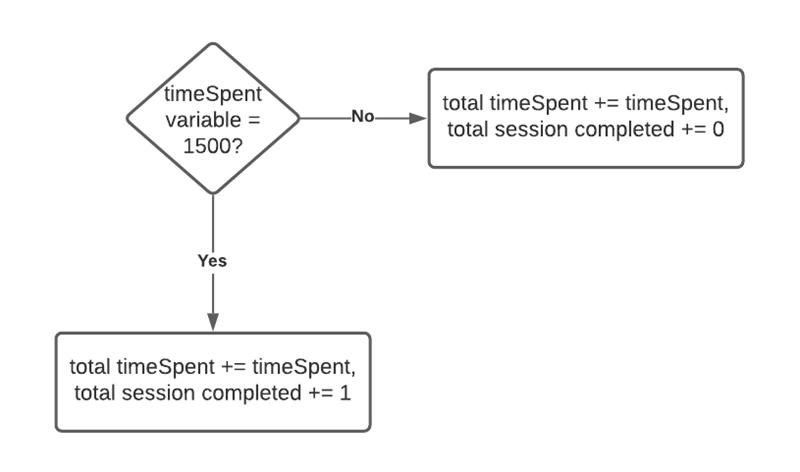 timeSpent
variable =
1500?
No
total timeSpent += timeSpent,
total session completed += 0
Yes
total timeSpent += timeSpent,
total session completed += 1